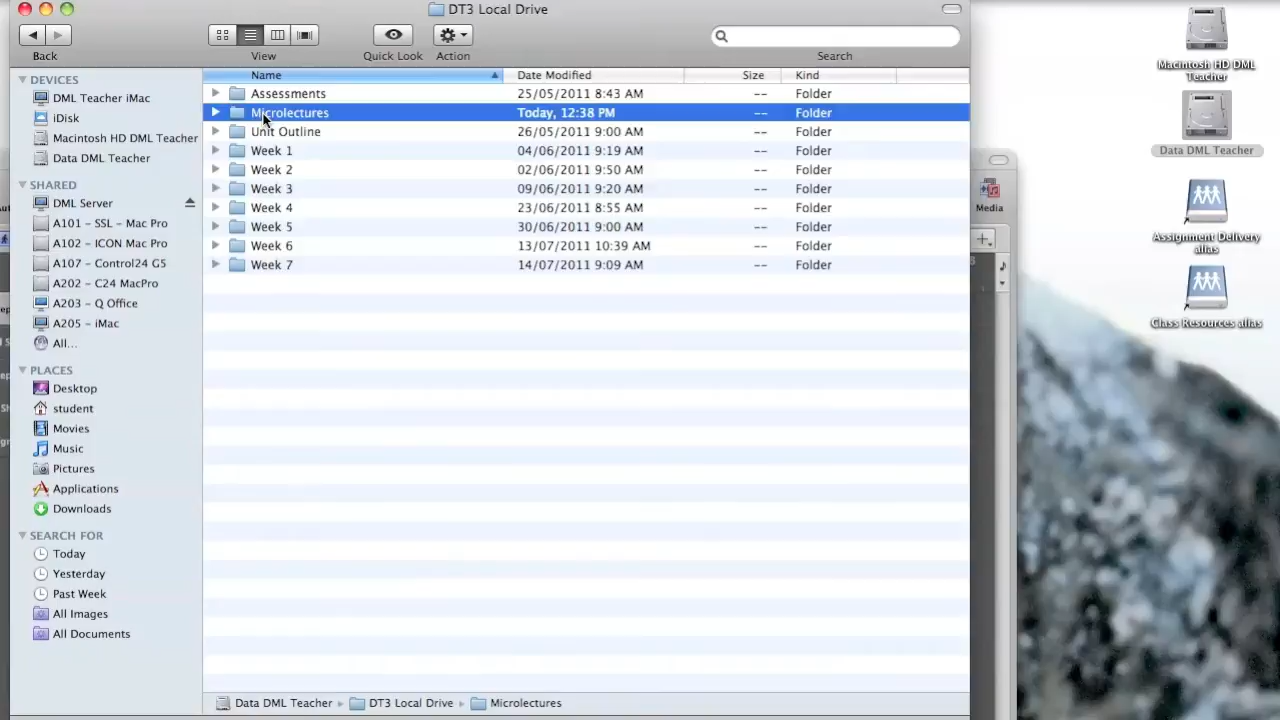 DT3 Local Drive
Back
View
Quick Look
Action
Search
Name Date Modified Size Kind
DEVICES
DML Teacher iMac
iDisk
Macintosh HD DML Teacher
Data DML Teacher
SHARED
DML Server
A101 - SSL - Mac Pro
A102 - ICON Mac Pro
A107 - Control24 G5
A202 - C24 MacPro
A203 - Q Office
A205 - iMac
All...
PLACES
Desktop
student
Movies
Music
Pictures
Applications
Downloads
SEARCH FOR
Today
Yesterday
Past Week
All Images
All Documents
Assessments 25/05/2011 8:43 AM -- Folder
Microlectures Today, 12:38 PM -- Folder
Unit Outline 26/05/2011 9:00 AM -- Folder
Week 1 04/06/2011 9:19 AM -- Folder
Week 2 02/06/2011 9:50 AM -- Folder
Week 3 09/06/2011 9:20 AM -- Folder
Week 4 23/06/2011 8:55 AM -- Folder
Week 5 30/06/2011 9:00 AM -- Folder
Week 6 13/07/2011 10:39 AM -- Folder
Week 7 14/07/2011 9:09 AM -- Folder
Data DML Teacher DT3 Local Drive Microlectures
Media
Macintosh HD DML
Teacher
Data DML Teacher
Assignment Delivery
alias
Class Resources alias